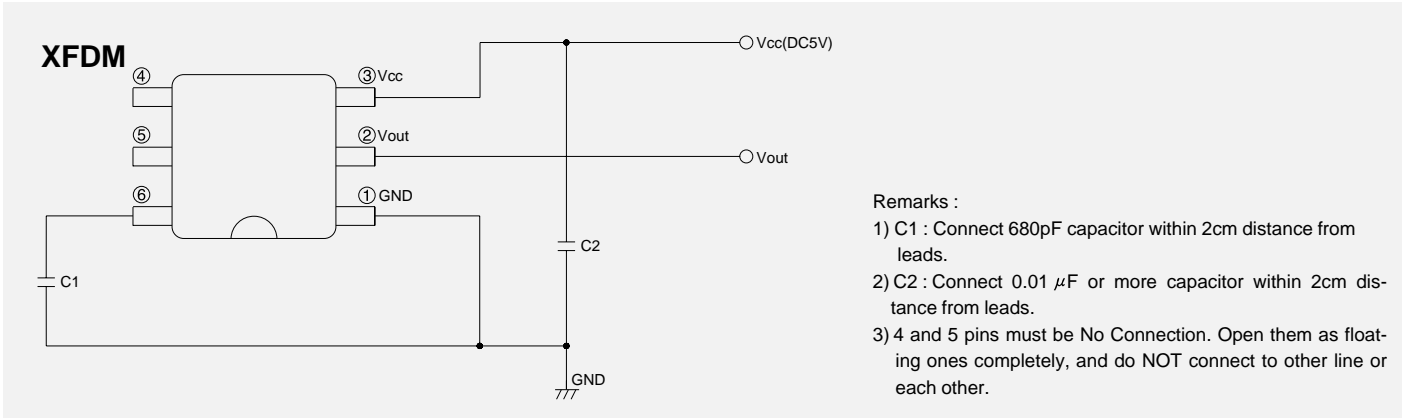 XFDM
④
③Vcc
Vcc(DC5V)
⑤
②Vout
Vout
⑥
①GND
C2
C1
GND
Remarks :
1) C1 : Connect 680pF capacitor within 2cm distance from
leads.
2) C2 : Connect 0.01 μF or more capacitor within 2cm dis-
tance from leads.
3) 4 and 5 pins must be No Connection. Open them as float-
ing ones completely, and do NOT connect to other line or
each other.